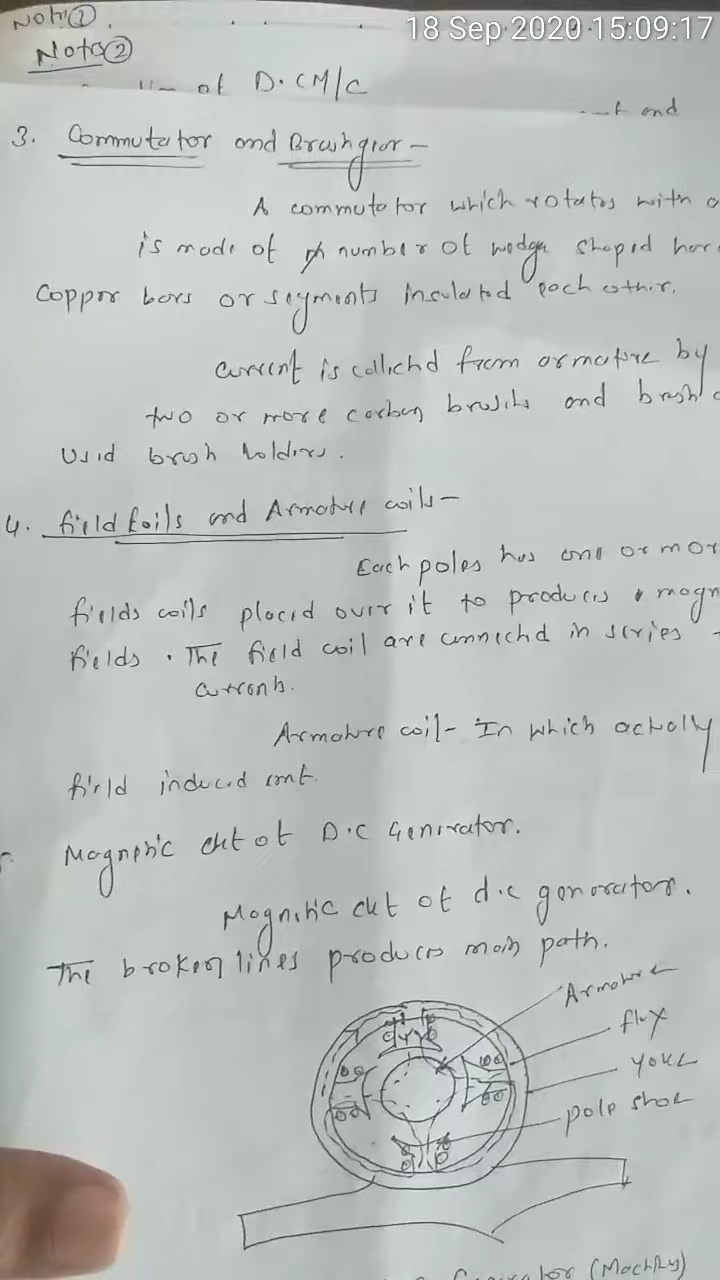 Note①
18 Sep 2020 15:09:17
Note②
of D.C M/C
and
3. Commutator and Brushgear -
A commutator which rotates with
is made of number of wedge shaped
Copper bars or segments insulated each other.
current is collected from armature by
two or more carbon brushes and brush
Used brush holders.
4. field Coils and Armature coils -
Each poles has one or mor
fields coils placed over it to produces magn
fields. The field coil are connected in series
currents.
Armature coil - In which actually
field induced emf.
Magnetic ckt of D.C Generator.
Magnetic ckt of d.c generator.
The broken lines produces main path.
Armature
flux
yoke
pole shoe